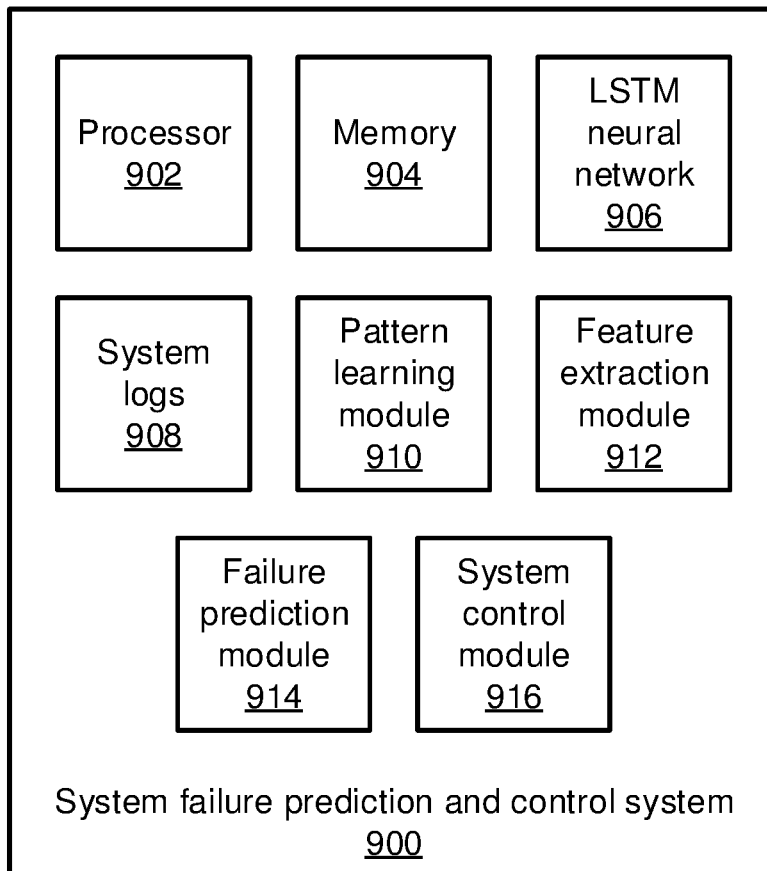 Processor
902
Memory
904
LSTM
neural
network
906
System
logs
908
Pattern
learning
module
910
Feature
extraction
module
912
Failure
prediction
module
914
System
control
module
916
System failure prediction and control system
900